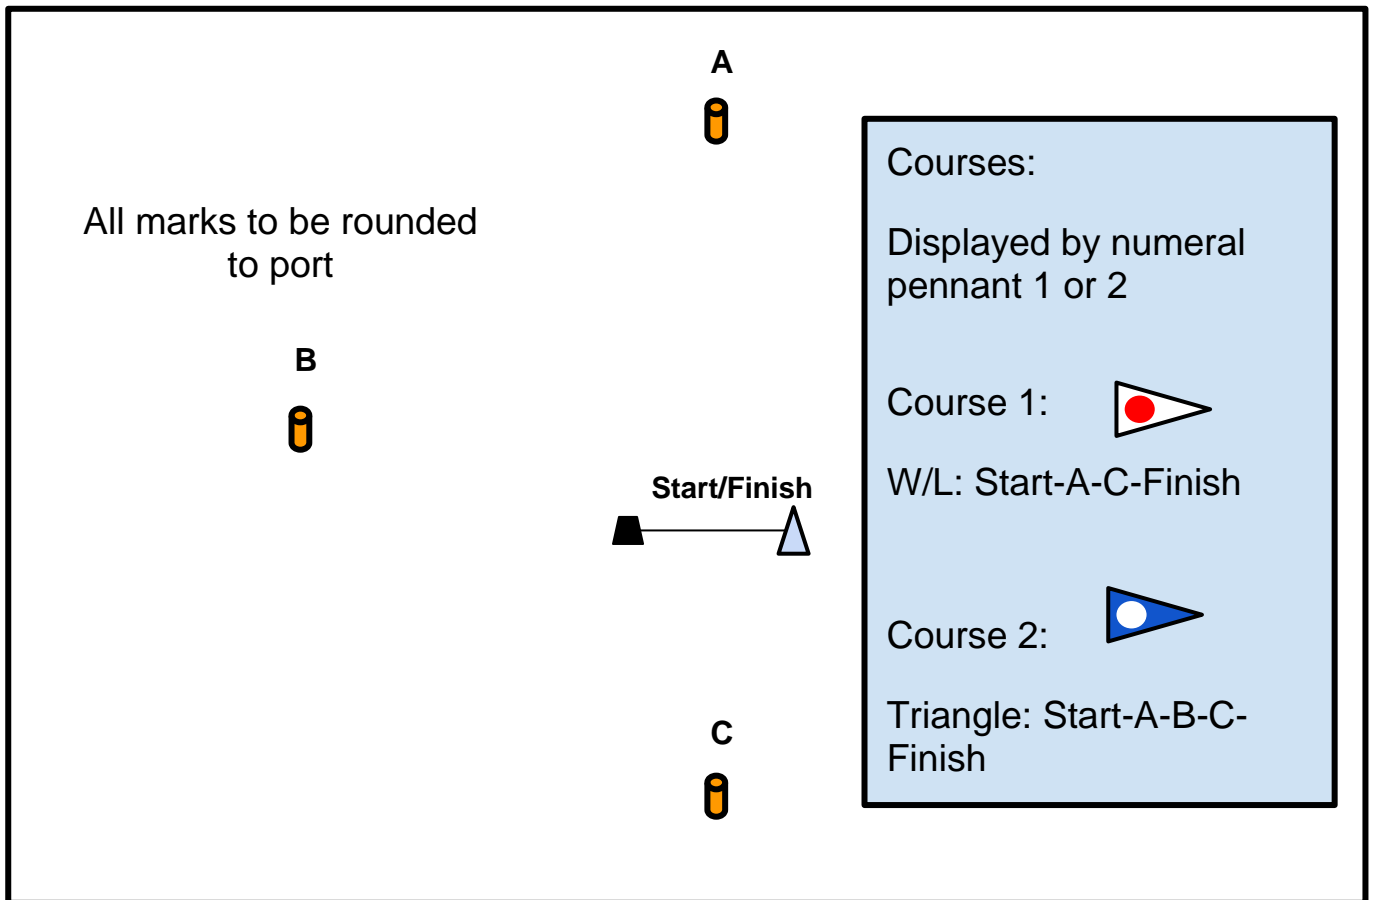 A
All marks to be rounded
to port
B
Start/Finish
C
Courses:
Displayed by numeral
pennant 1 or 2
Course 1:
W/L: Start-A-C-Finish
Course 2:
Triangle: Start-A-B-C-
Finish